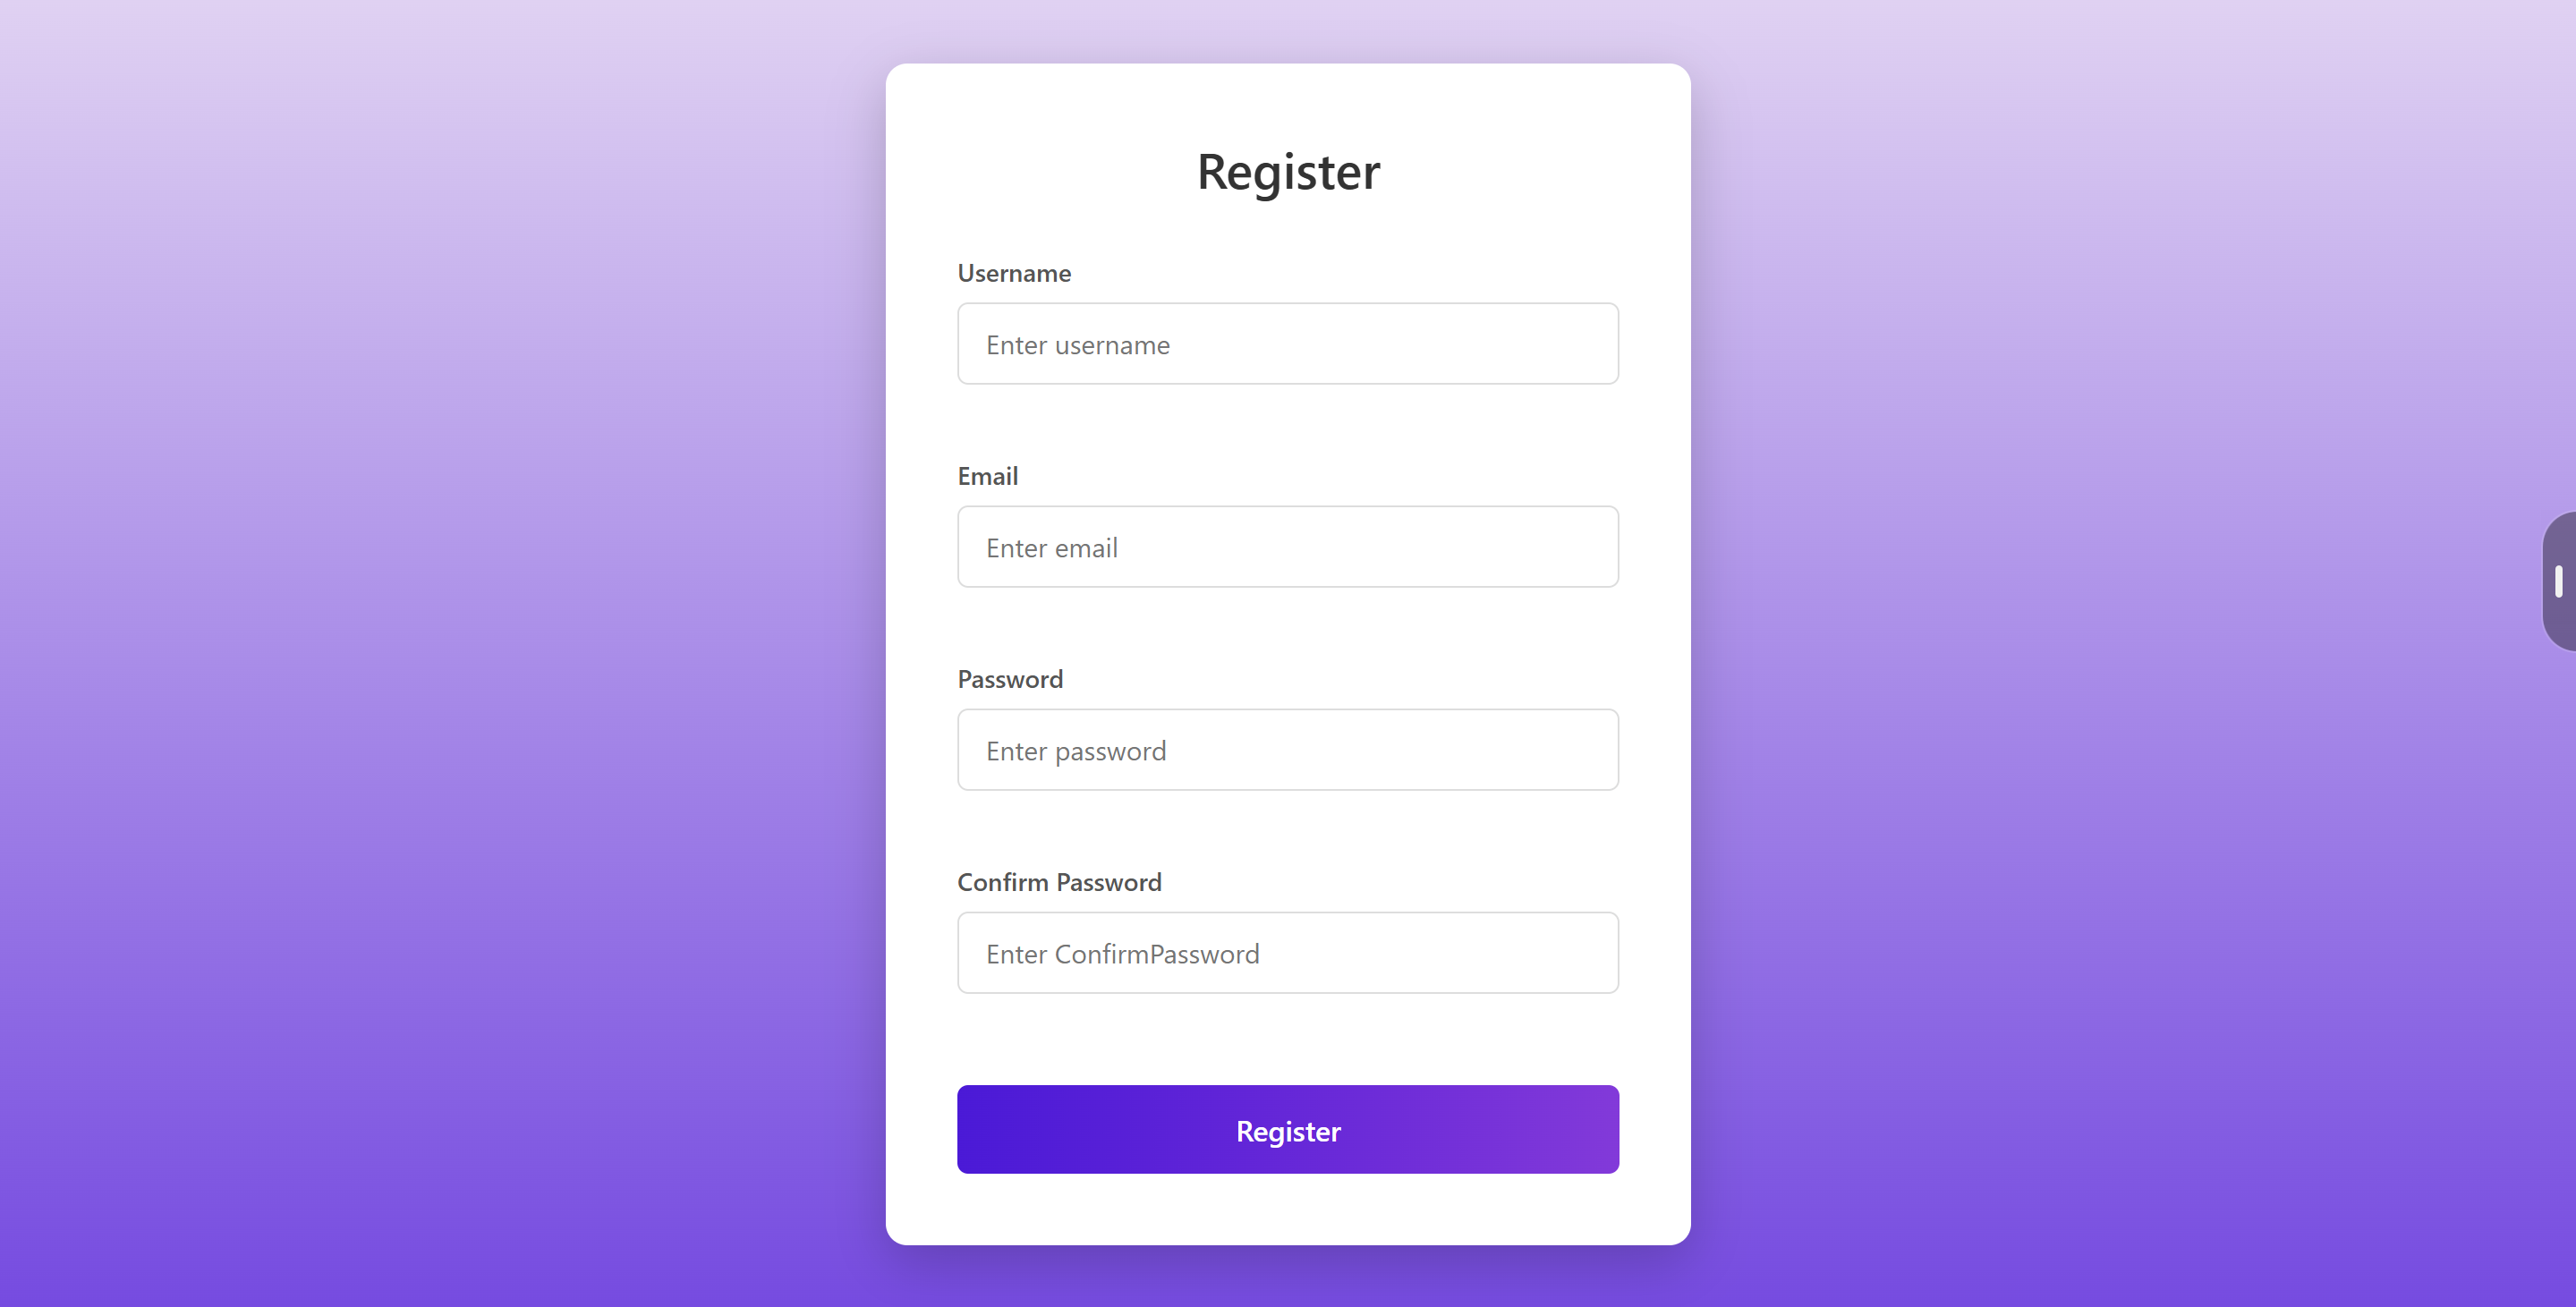 Register
Username
Enter username
Email
Enter email
Password
Enter password
Confirm Password
Enter ConfirmPassword
Register